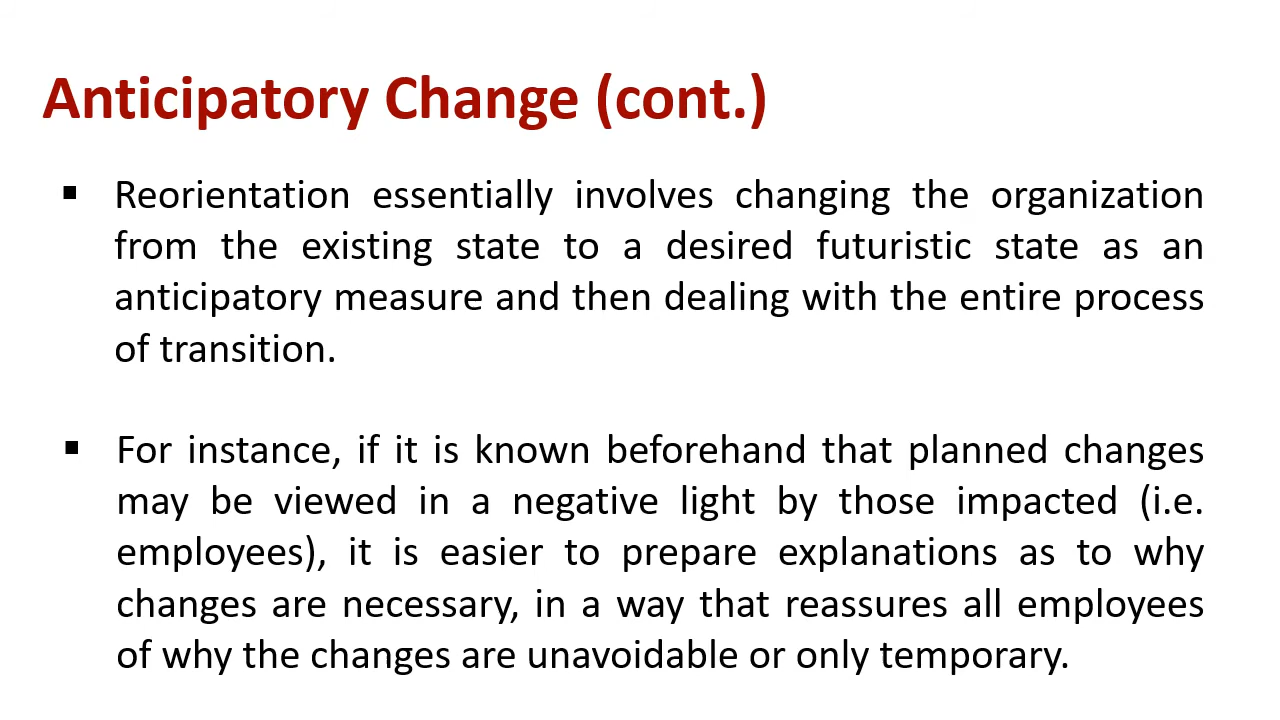 Anticipatory Change (cont.)
▪ Reorientation essentially involves changing the organization
from the existing state to a desired futuristic state as an
anticipatory measure and then dealing with the entire process
of transition.
▪ For instance, if it is known beforehand that planned changes
may be viewed in a negative light by those impacted (i.e.
employees), it is easier to prepare explanations as to why
changes are necessary, in a way that reassures all employees
of why the changes are unavoidable or only temporary.